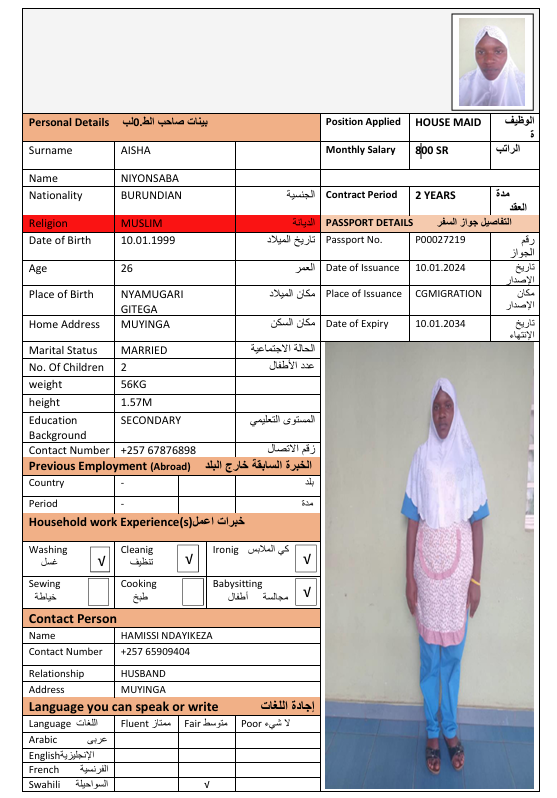 Personal Details بينات صاحب الط.0لب
Position Applied HOUSE MAID الوظيف
ة
Surname AISHA
Monthly Salary 800 SR الراتب
Name NIYONSABA
Nationality BURUNDIAN الجنسية
Contract Period 2 YEARS مدة
العقد
Religion MUSLIM الديانة
PASSPORT DETAILS التفاصيل جواز السفر
Date of Birth 10.01.1999 تاريخ الميلاد
Passport No. P00027219 رقم
الجواز
Age 26 العمر
Date of Issuance 10.01.2024 تاريخ
الإصدار
Place of Birth NYAMUGARI مكان الميلاد
GITEGA
Place of Issuance CGMIGRATION مكان
الإصدار
Home Address MUYINGA مكان السكن
Date of Expiry 10.01.2034 تاريخ
الإنتهاء
Marital Status MARRIED الحالة الاجتماعية
No. Of Children 2 عدد الأطفال
weight 56KG
height 1.57M
Education SECONDARY المستوى التعليمي
Background
Contact Number +257 67876898 زقم الاتصال
Previous Employment (Abroad) الخبرة السابقة خارج البلد
Country - بلد
Period - مدة
Household work Experience(s) خبرات اعمل
Washing √ Cleanig √ Ironig كي الملابس √
غسل تنظيف
Sewing Cooking Babysitting √
خياطة طبخ مجالسة أطفال
Contact Person
Name HAMISSI NDAYIKEZA
Contact Number +257 65909404
Relationship HUSBAND
Address MUYINGA
Language you can speak or write إجادة اللغات
Language اللغات Fluent ممتاز Fair متوسط Poor لا شيء
Arabic عربى
English الإنجليزية
French الفرنسية
Swahili السواحيلة √